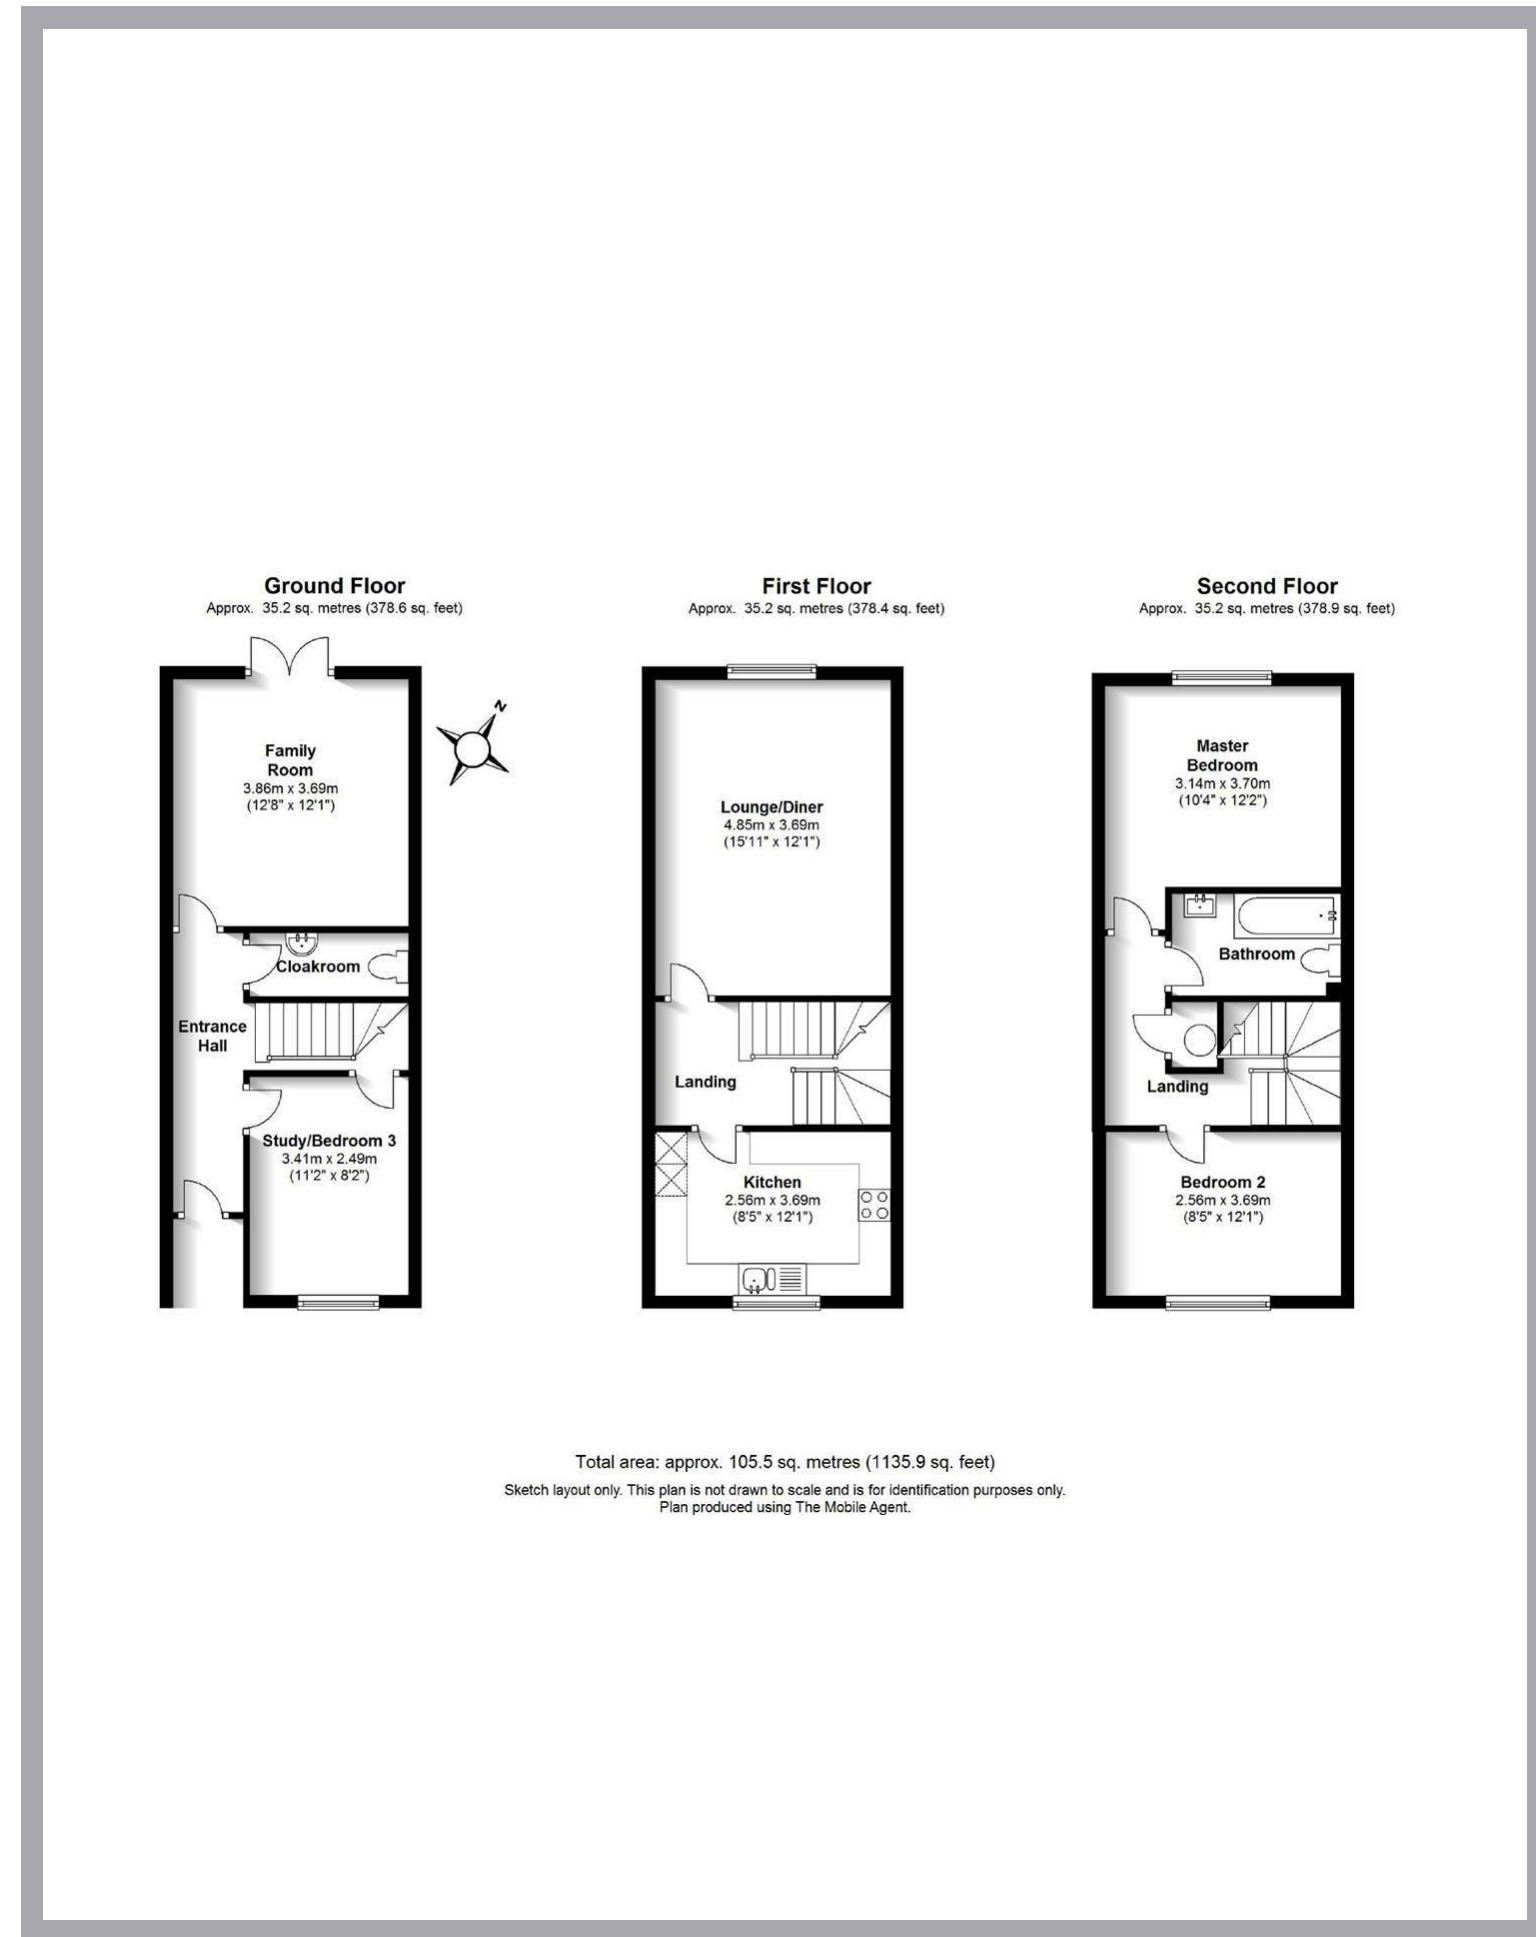 Ground Floor
Approx. 35.2 sq. metres (378.6 sq. feet)
First Floor
Approx. 35.2 sq. metres (378.4 sq. feet)
Second Floor
Approx. 35.2 sq. metres (378.9 sq. feet)
N
Family
Room
3.86m x 3.69m
(12'8" x 12'1")
Cloakroom
Entrance
Hall
Study/Bedroom 3
3.41m x 2.49m
(11'2" x 8'2")
Lounge/Diner
4.85m x 3.69m
(15'11" x 12'1")
Landing
Kitchen
2.56m x 3.69m
(8'5" x 12'1")
Master
Bedroom
3.14m x 3.70m
(10'4" x 12'2")
Bathroom
Landing
Bedroom 2
2.56m x 3.69m
(8'5" x 12'1")
Total area: approx. 105.5 sq. metres (1135.9 sq. feet)
Sketch layout only. This plan is not drawn to scale and is for identification purposes only.
Plan produced using The Mobile Agent.